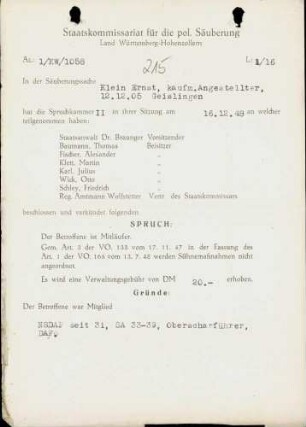 Staatskommissariat für die pol. Säuberung
Land Württemberg-Hohenzollern
Az. 1/KW/1058
215
L: 1/16
In der Säuberungssache
Klein Ernst, kaufm.Angestellter,
12.12.05 Geislingen
hat die Spruchkammer II in ihrer Sitzung am 16.12.48 an welcher
teilgenommen haben:
Staatsanwalt Dr. Bozanger Vorsitzender
Baumann, Thomas Beisitzer
Fischer, Alexander „
Klett, Martin „
Karl, Julius „
Wick, Otto „
Schley, Friedrich „
Reg. Amtmann Vertr. des Staatskommissars
beschlossen und verkündet folgenden
SPRUCH:
Der Betroffene ist Mitläufer.
Gem. Art. 2 der VO. 133 vom 17. 11. 47 in der Fassung des
Art. 1 der VO. 165 vom 13. 7. 48 werden Sühnemaßnahmen nicht
angeordnet.
Es wird eine Verwaltungsgebühr von DM 20.- erhoben.
Gründe:
Der Betroffene war Mitglied
NSDAP seit 31, SA 33-39, Oberscharführer,
DAF.